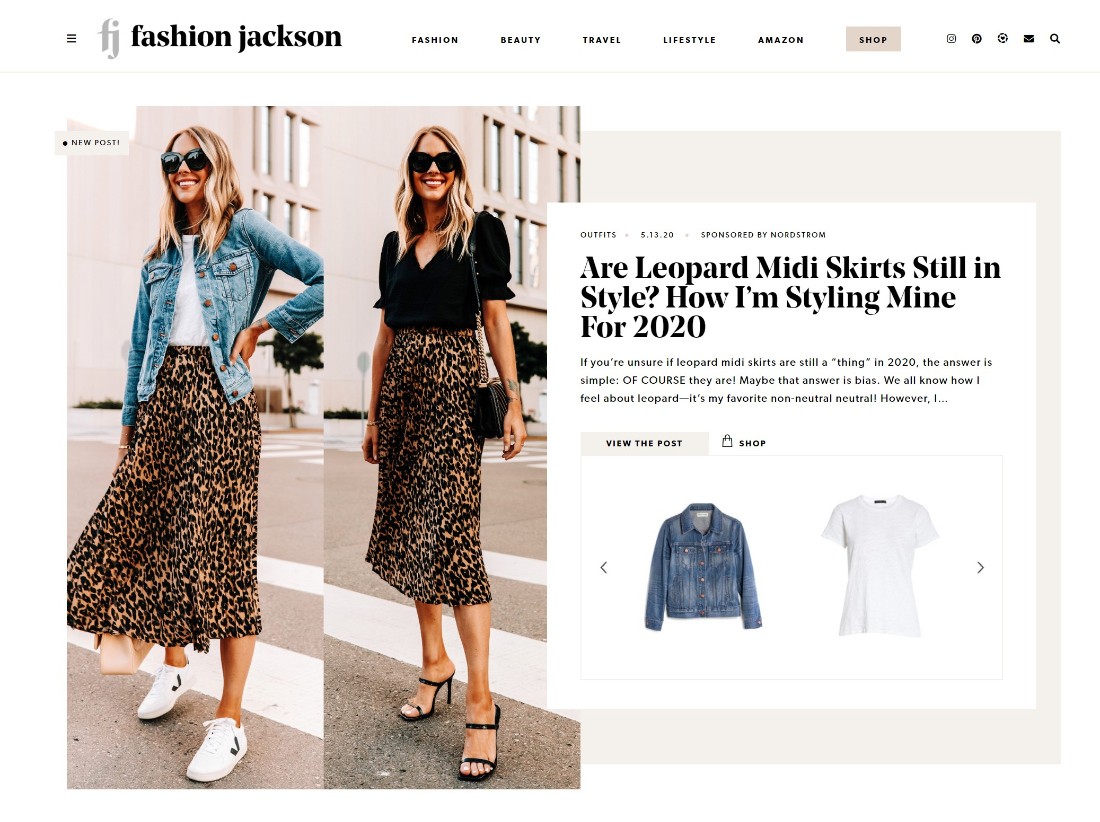 fj fashion jackson
FASHION BEAUTY TRAVEL LIFESTYLE AMAZON SHOP
• NEW POST!
OUTFITS • 5.13.20 • SPONSORED BY NORDSTROM
Are Leopard Midi Skirts Still in
Style? How I'm Styling Mine
For 2020
If you're unsure if leopard midi skirts are still a “thing” in 2020, the answer is
simple: OF COURSE they are! Maybe that answer is bias. We all know how I
feel about leopard—it's my favorite non-neutral neutral! However, I…
VIEW THE POST SHOP